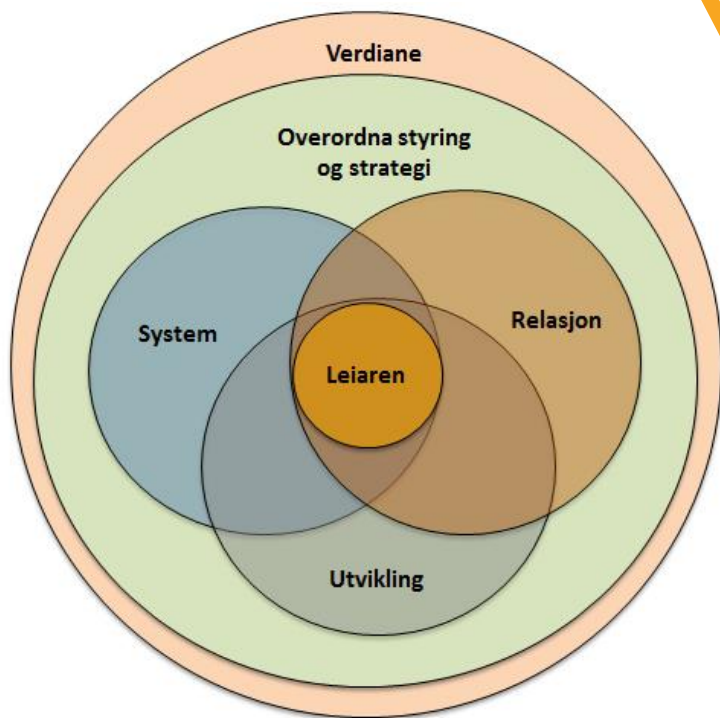 Verdiane
Overordna styring
og strategi
System
Relasjon
Leiaren
Utvikling